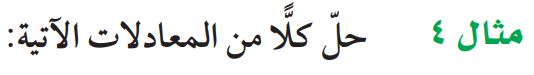 مثال ٤ حلّ كلًّا من المعادلات الآتية: